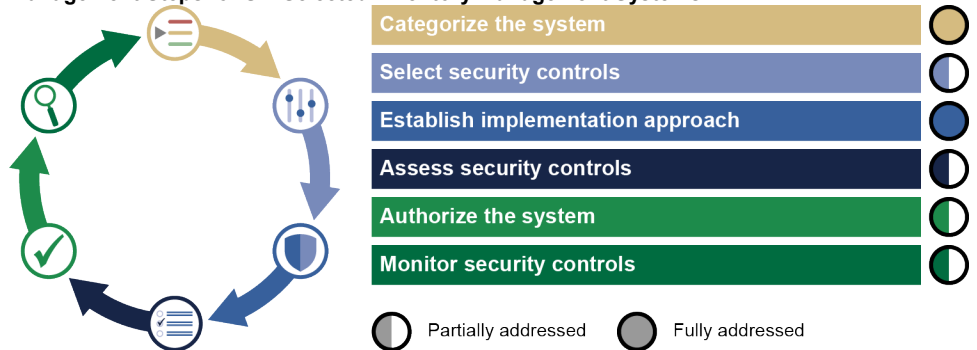 Categorize the system
Select security controls
Establish implementation approach
Assess security controls
Authorize the system
Monitor security controls
Partially addressed
Fully addressed